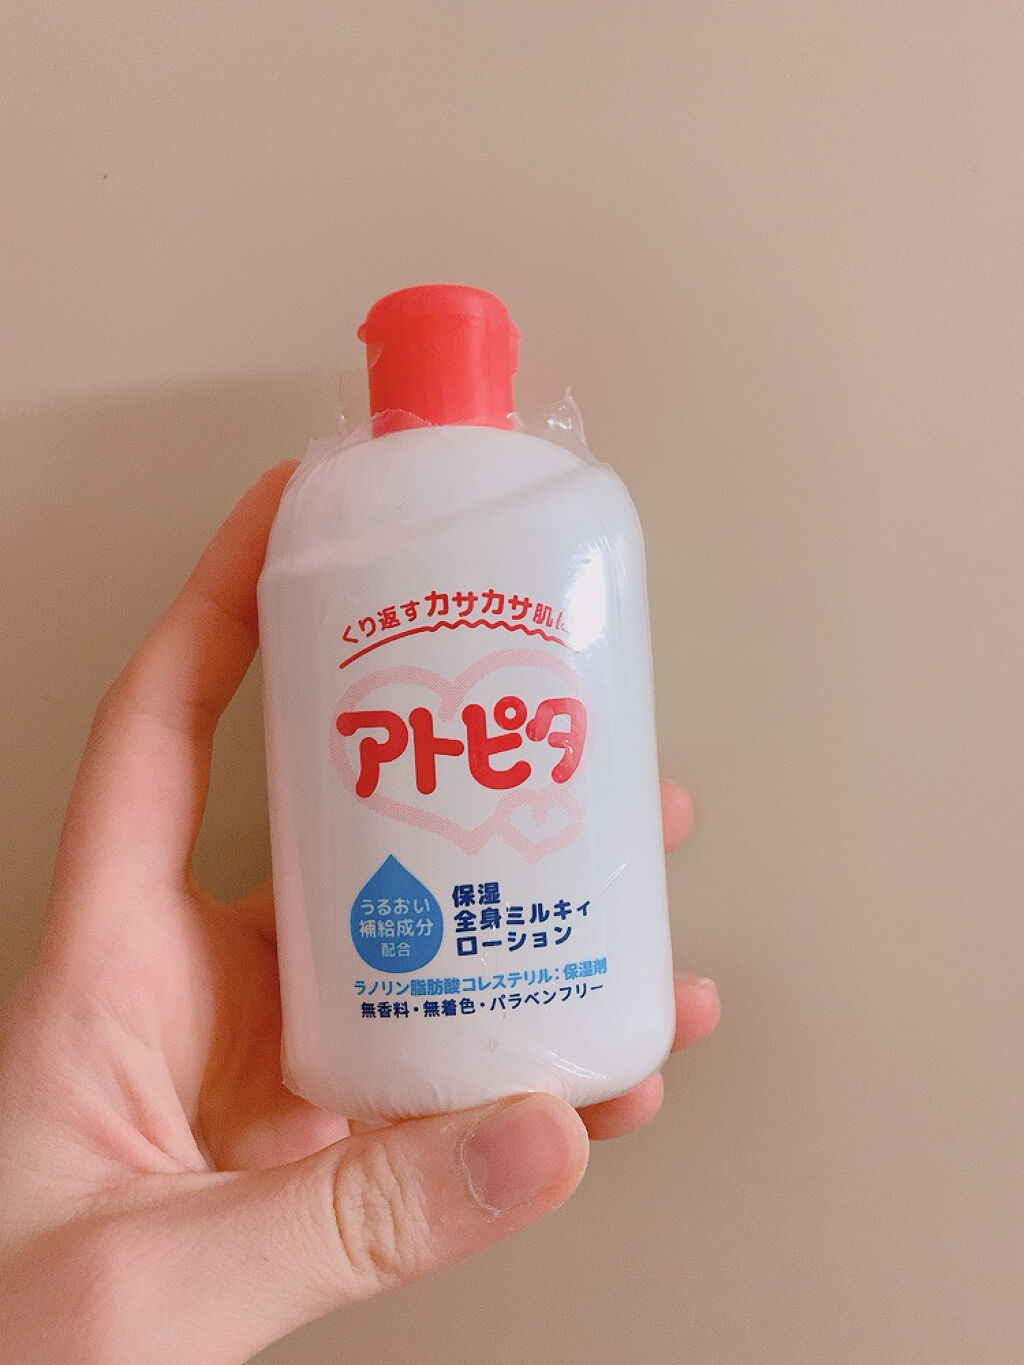 くり返すカサカサ肌に
アトピタ
うるおい
補給成分
配合
保湿
全身ミルキィ
ローション
ラノリン脂肪酸コレステリル:保湿剤
無香料・無着色・パラベンフリー